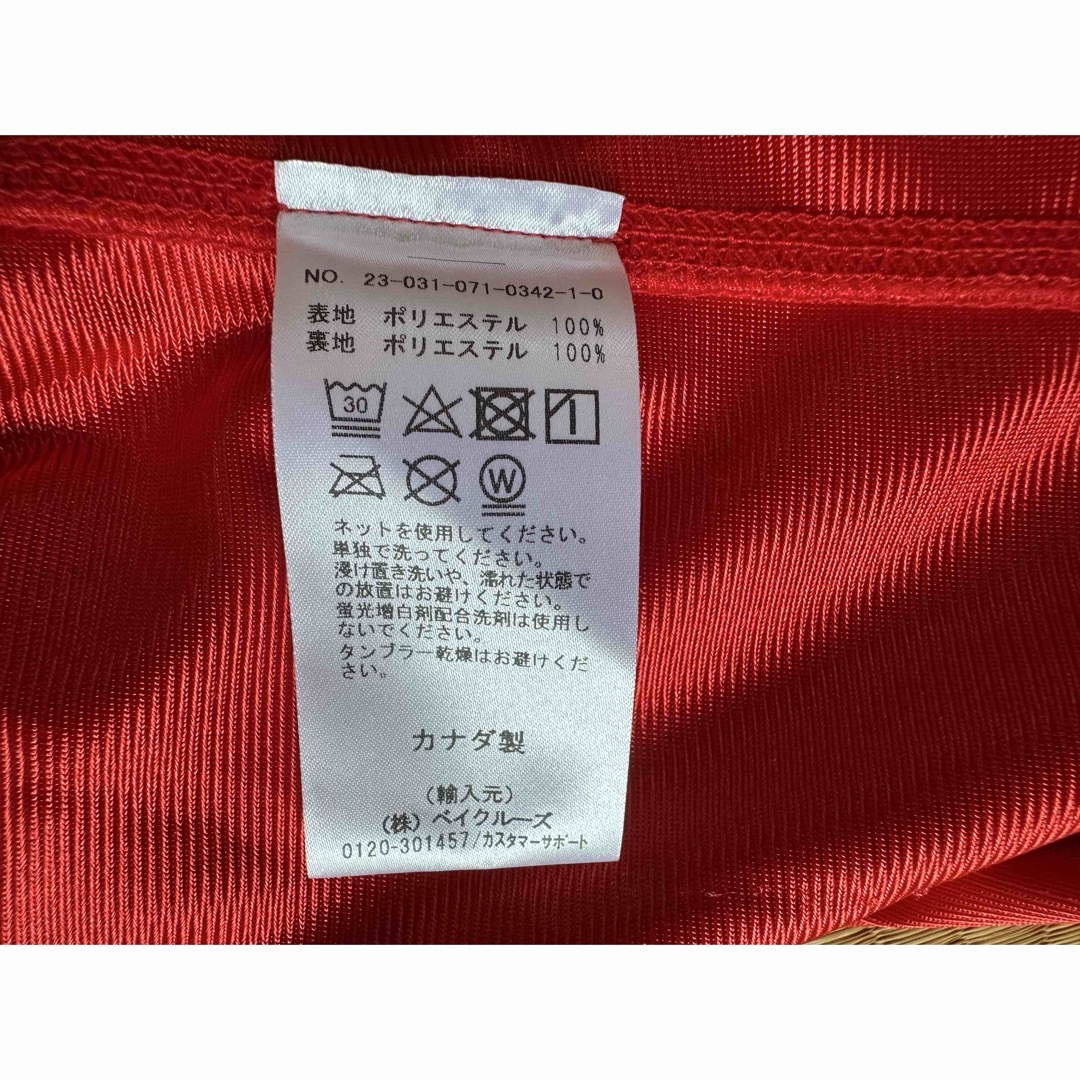 NO. 23-031-071-0342-1-0
表地 ポリエステル 100%
裏地 ポリエステル 100%
30
W
ネットを使用してください。
単独で洗ってください。
浸け置き洗いや、濡れた状態で
の放置はお避けください。
蛍光増白剤配合洗剤は使用し
ないでください。
タンブラー乾燥はお避けくだ
さい。
カナダ製
(輸入元)
(株) ベイクルーズ
0120-301457/カスタマーサポート